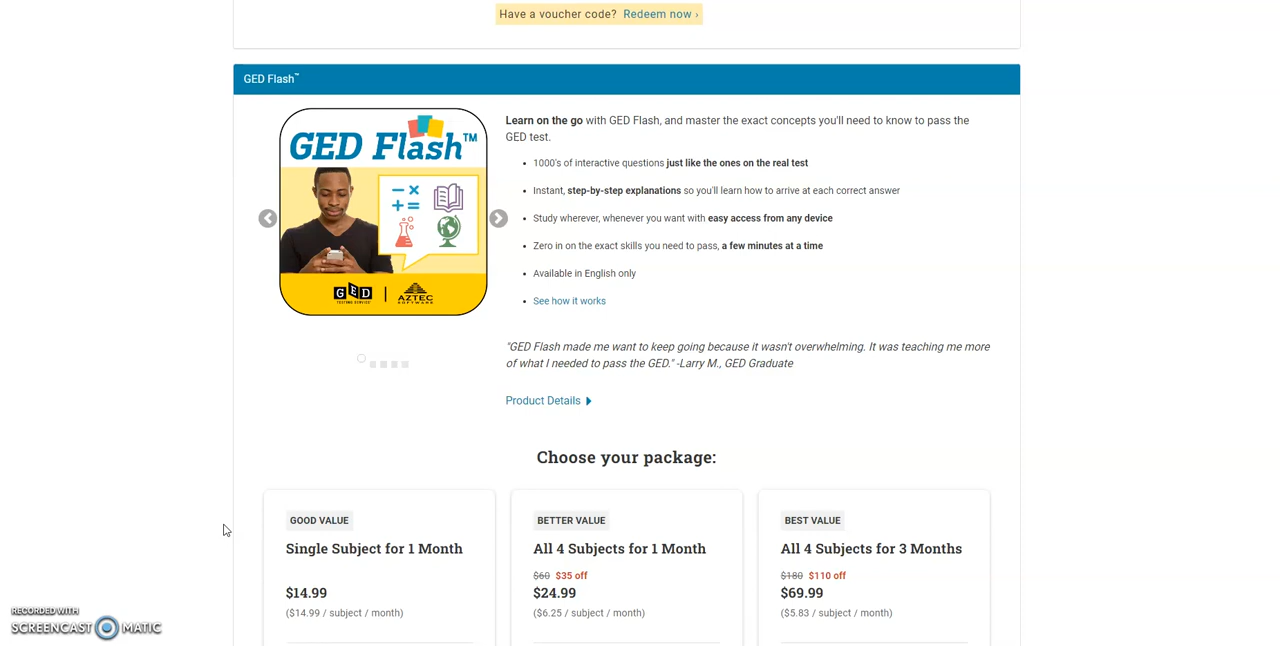 Have a voucher code? Redeem now ›
GED Flash™
GED Flash™
GED
TESTING SERVICE
AZTEC
SOFTWARE
Learn on the go with GED Flash, and master the exact concepts you'll need to know to pass the
GED test.
• 1000's of interactive questions just like the ones on the real test
• Instant, step-by-step explanations so you'll learn how to arrive at each correct answer
• Study wherever, whenever you want with easy access from any device
• Zero in on the exact skills you need to pass, a few minutes at a time
• Available in English only
• See how it works
"GED Flash made me want to keep going because it wasn't overwhelming. It was teaching me more
of what I needed to pass the GED." -Larry M., GED Graduate
Product Details
Choose your package:
GOOD VALUE
Single Subject for 1 Month
$14.99
($14.99 / subject / month)
BETTER VALUE
All 4 Subjects for 1 Month
$60 $35 off
$24.99
($6.25 / subject / month)
BEST VALUE
All 4 Subjects for 3 Months
$180 $110 off
$69.99
($5.83 / subject / month)
RECORDED WITH
SCREENCAST MATIC